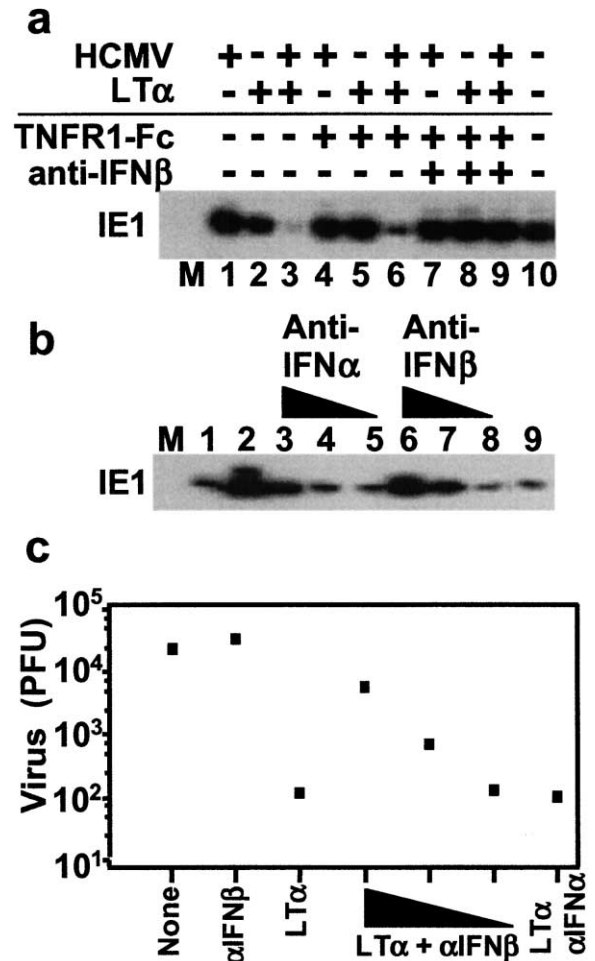 a
HCMV + - + + - + + - + -
LTα - + + - + + - + + -
TNFR1-Fc - - - + + + + + + -
anti-IFNβ - - - - - - + + + -
IE1
M 1 2 3 4 5 6 7 8 9 10
b
Anti-IFNα
Anti-IFNβ
M 1 2 3 4 5 6 7 8 9
IE1
c
Virus (PFU)
10⁵
10⁴
10³
10²
10¹
None
αIFNβ
LTα
LTα + αIFNβ
LTα
αIFNα